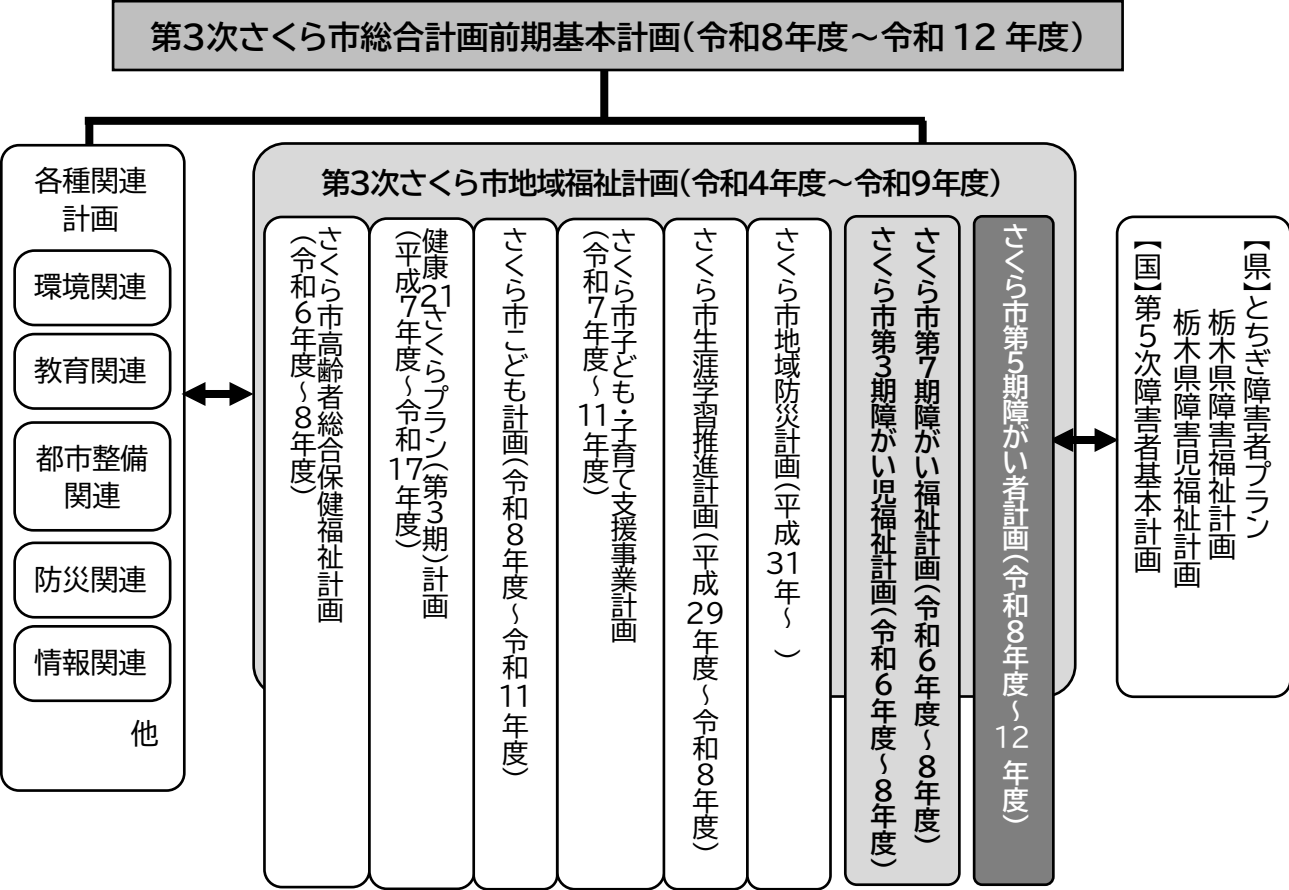 第3次さくら市総合計画前期基本計画(令和8年度～令和12年度)
各種関連
計画
環境関連
教育関連
都市整備
関連
防災関連
情報関連
他
第3次さくら市地域福祉計画(令和4年度～令和9年度)
さくら市高齢者総合保健福祉計画
(令和6年度～8年度)
健康21さくらプラン(第3期)計画
(平成7年度～令和17年度)
さくら市こども計画(令和8年度～令和11年度)
さくら市子ども・子育て支援事業計画
(令和7年度～11年度)
さくら市生涯学習推進計画(平成29年度～令和8年度)
さくら市地域防災計画(平成31年～ )
さくら市第7期障がい福祉計画(令和6年度～8年度)
さくら市第3期障がい児福祉計画(令和6年度～8年度)
さくら市第5期障がい者計画(令和8年度～12年度)
【県】とちぎ障害者プラン
栃木県障害福祉計画
栃木県障害児福祉計画
【国】第5次障害者基本計画